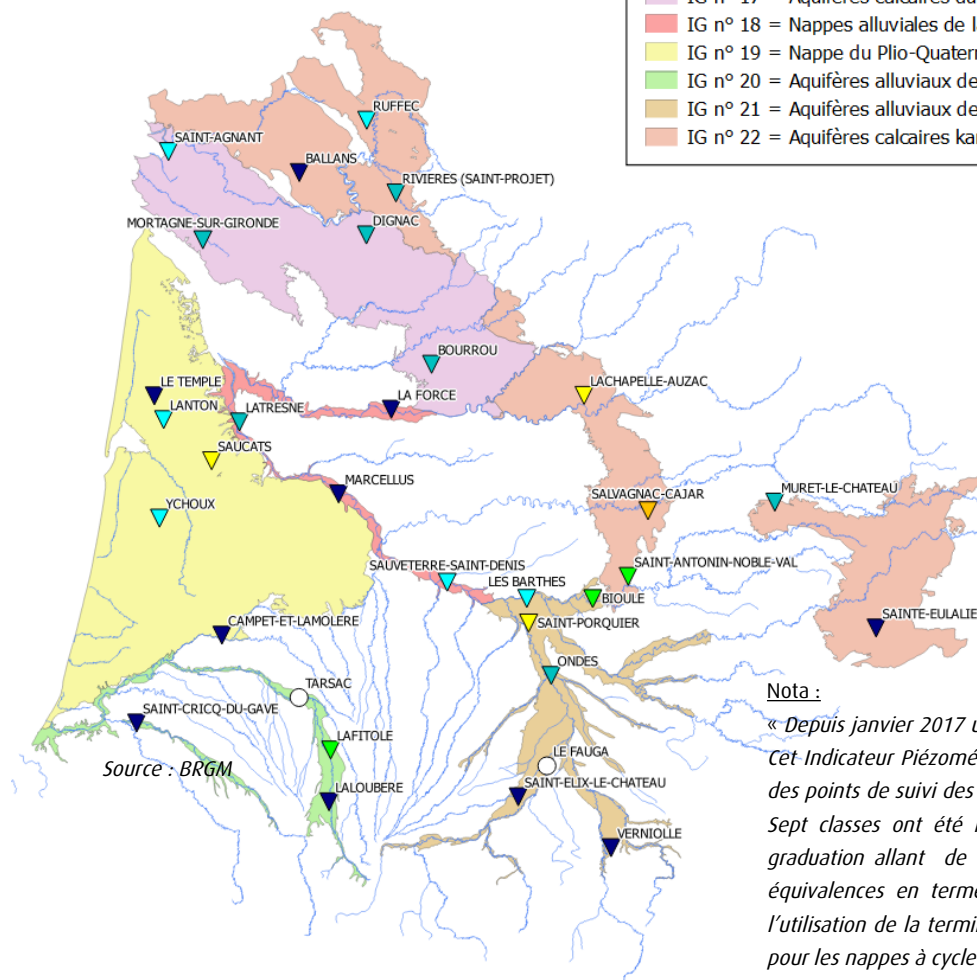 IG n° 18 = Nappes alluviales de la
IG n° 19 = Nappe du Plio-Quatern
IG n° 20 = Aquifères alluviaux de
IG n° 21 = Aquifères alluviaux de
IG n° 22 = Aquifères calcaires kar
RUFFEC
SAINT-AGNANT
BALLANS
RIVIERES (SAINT-PROJET)
MORTAGNE-SUR-GIRONDE
DIGNAC
BOURROU
LACHAPELLE-AUZAC
LE TEMPLE
LA FORCE
LANTON
LATRESNE
SAUCATS
MARCELLUS
MURET-LE-CHATEAU
SALVAGNAC-CAJAR
YCHOUX
SAUVETERRE-SAINT-DENIS
SAINT-ANTONIN-NOBLE-VAL
LES BARTHES
BIOULE
CAMPET-ET-LAMOLERE
SAINT-PORQUIER
SAINTE-EULALIE
ONDES
TARSAC
Nota :
SAINT-CRICQ-DU-GAVE
« Depuis janvier 2017 u
LAFITOLE
LE FAUGA
Cet Indicateur Piézomé
Source : BRGM
SAINT-ELIX-LE-CHATEAU
des points de suivi des
LALOUBERE
Sept classes ont été
VERNIOLLE
graduation allant de
équivalences en terme
l'utilisation de la termi
pour les nappes à cycle